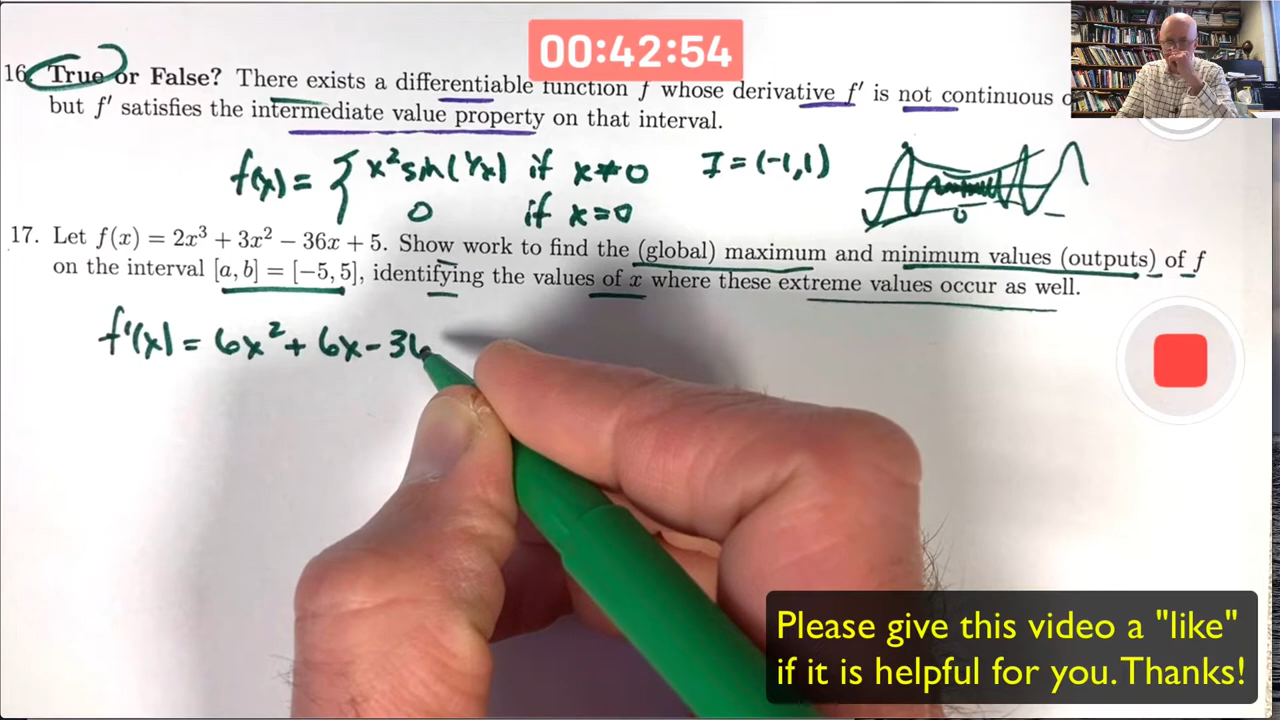 00:42:54
16. True or False? There exists a differentiable function f whose derivative f′ is not continuous
but f′ satisfies the intermediate value property on that interval.
f(x) = { x² sin(1/x) if x ≠ 0 I = (-1,1)
0 if x = 0
0
17. Let f(x) = 2x³ + 3x² − 36x + 5. Show work to find the (global) maximum and minimum values (outputs) of f
on the interval [a, b] = [−5, 5], identifying the values of x where these extreme values occur as well.
f'(x) = 6x² + 6x - 36
Please give this video a "like"
if it is helpful for you. Thanks!